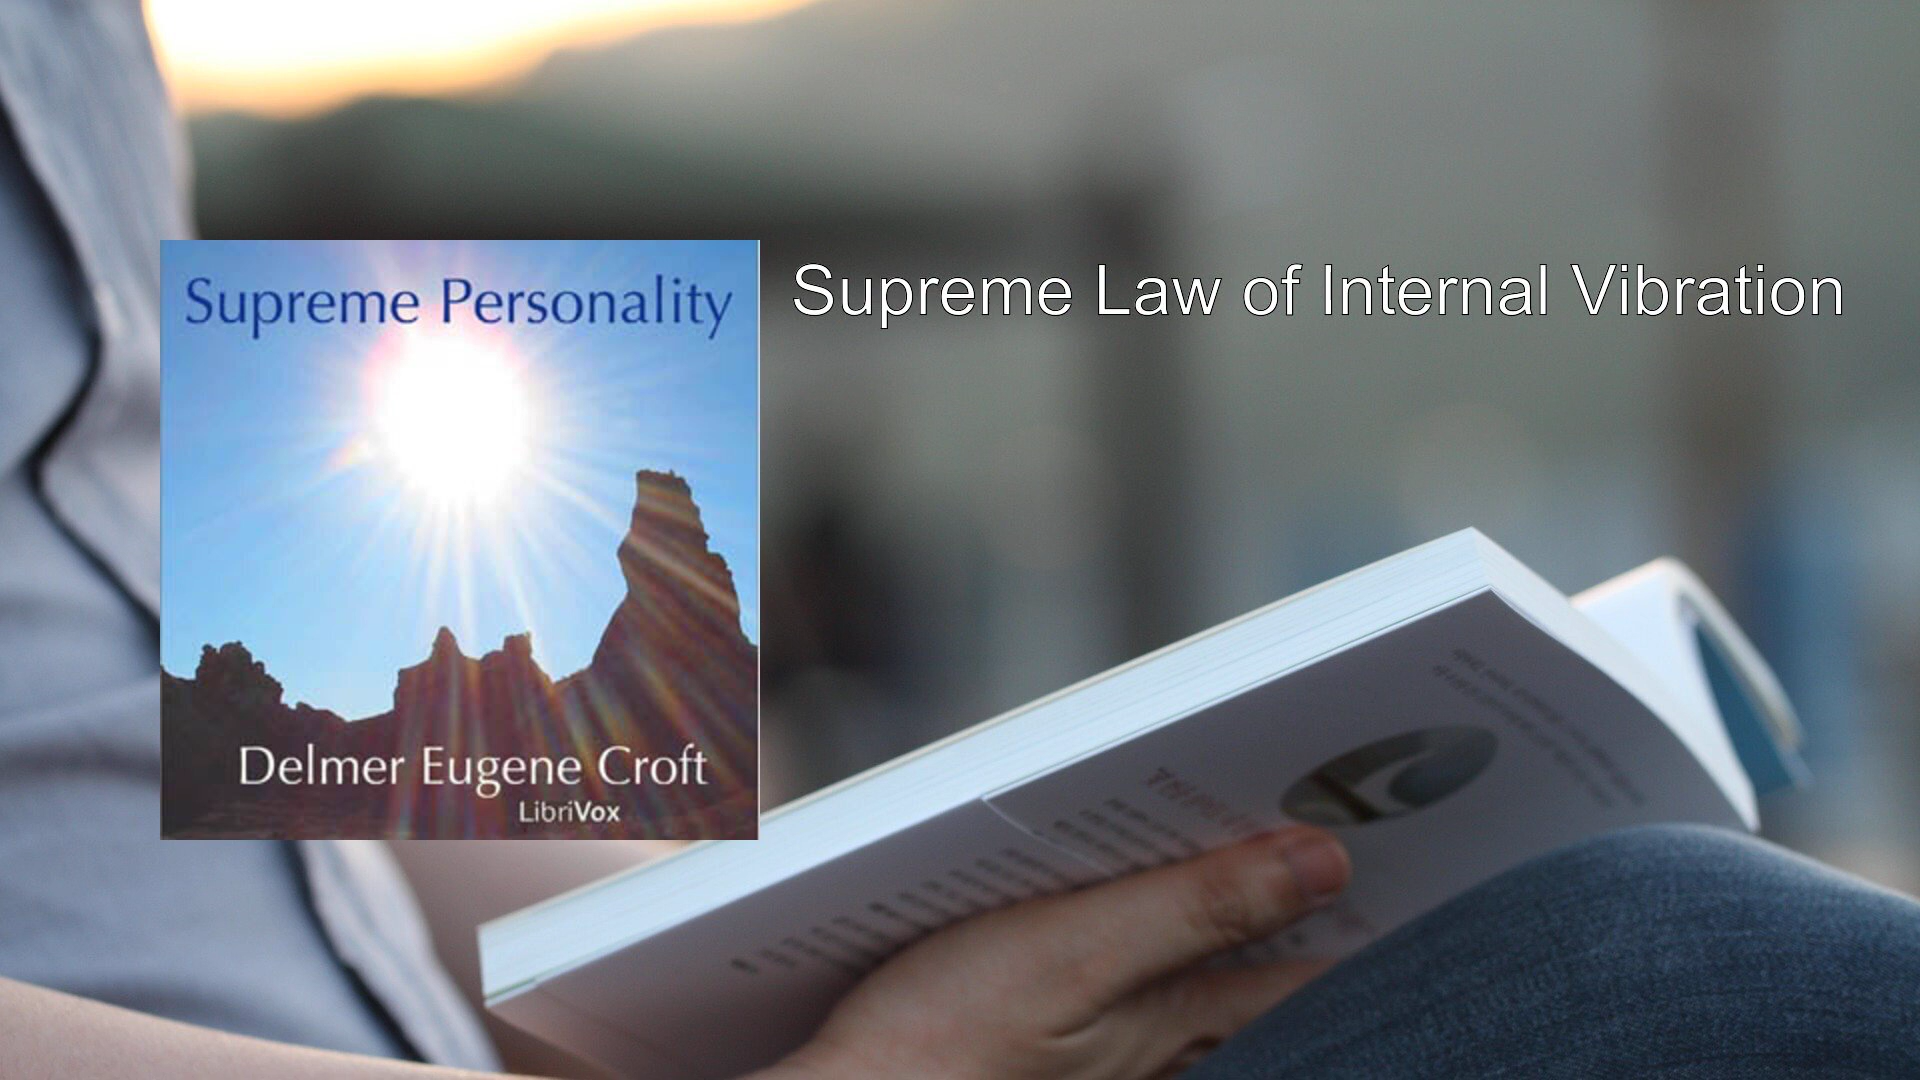 Supreme Personality
Delmer Eugene Croft
LibriVox
Supreme Law of Internal Vibration